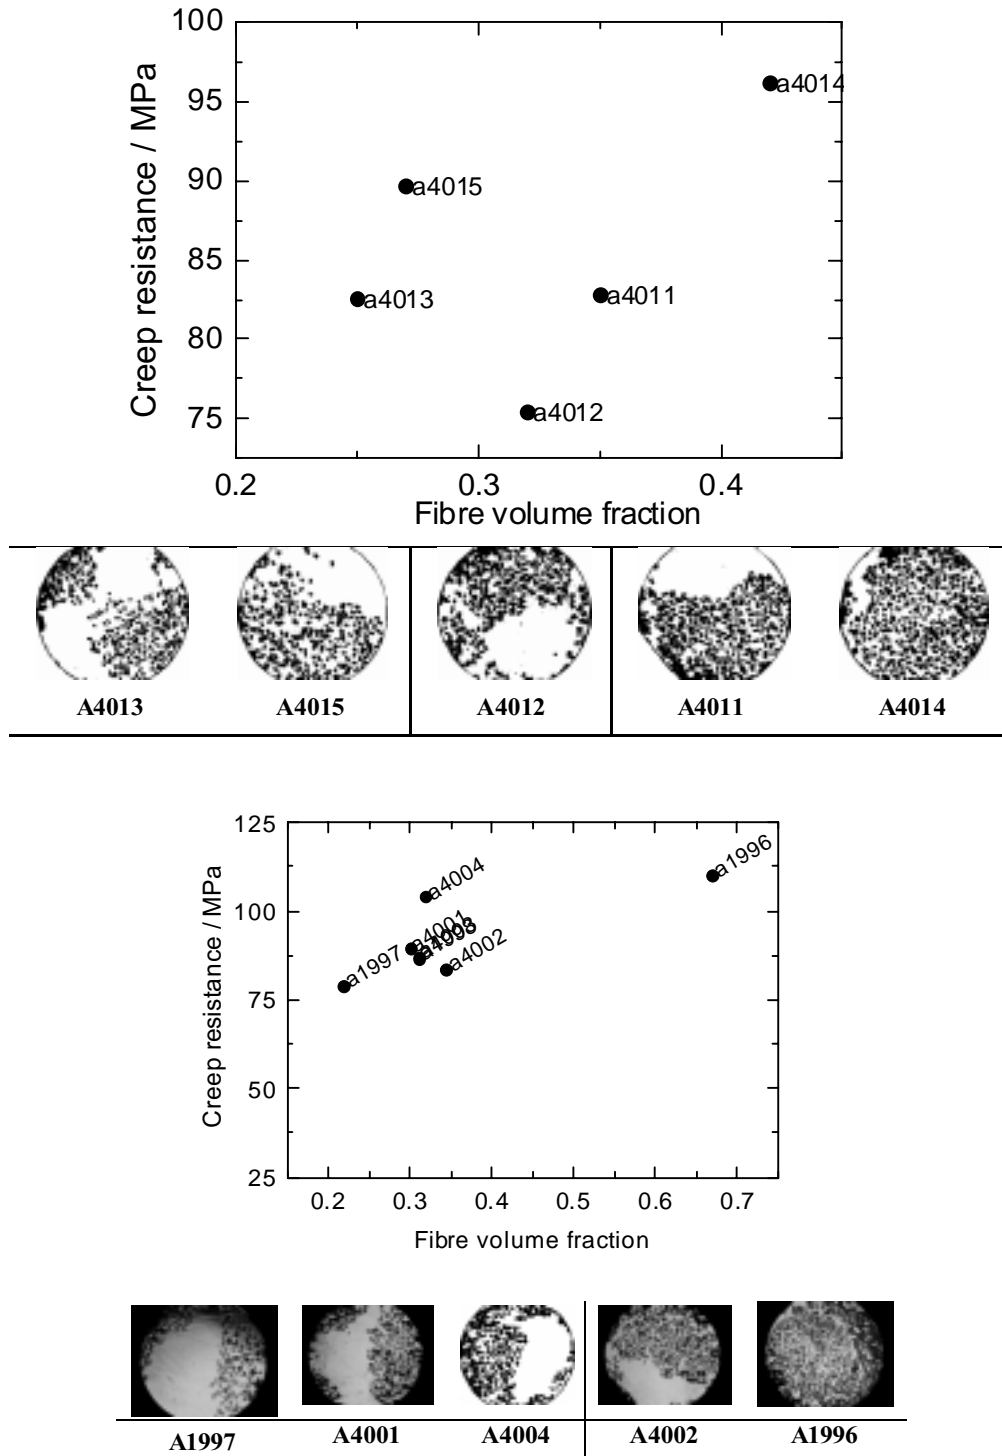 100
95
90
85
80
75
Creep resistance / MPa
a4014
a4015
a4013
a4011
a4012
0.2
0.3
0.4
Fibre volume fraction
A4013
A4015
A4012
A4011
A4014
125
100
75
50
25
Creep resistance / MPa
a1996
a4004
a4001
a1997
a4002
0.2
0.3
0.4
0.5
0.6
0.7
Fibre volume fraction
A1997
A4001
A4004
A4002
A1996